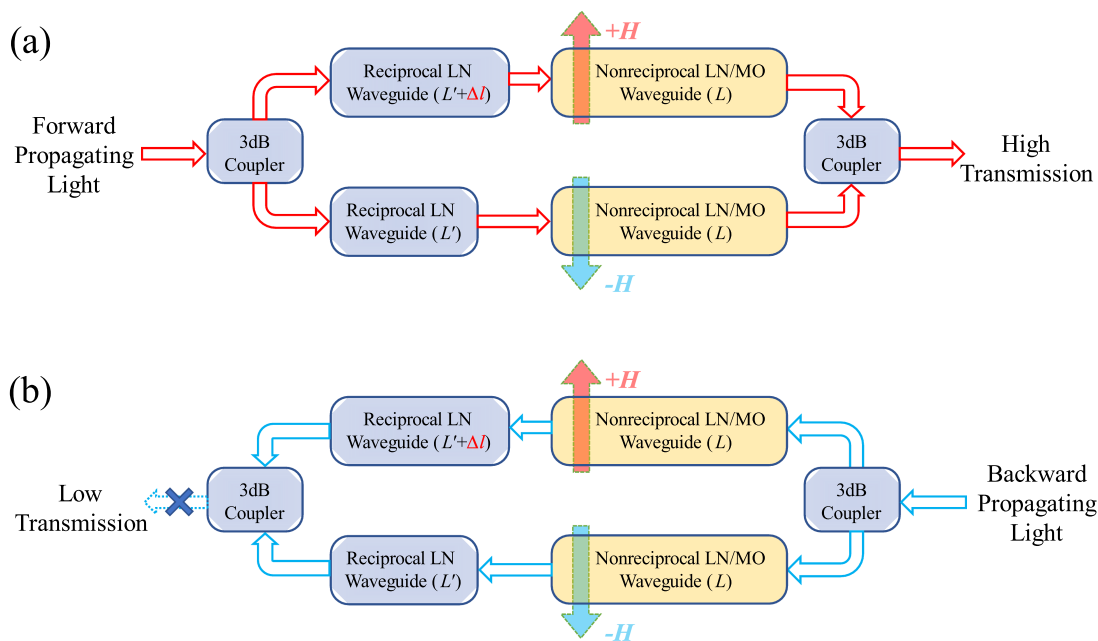 (a)
+H
Reciprocal LN
Waveguide (L'+Δl)
Nonreciprocal LN/MO
Waveguide (L)
Forward
Propagating
Light
3dB
Coupler
3dB
Coupler
High
Transmission
Reciprocal LN
Waveguide (L')
Nonreciprocal LN/MO
Waveguide (L)
-H
(b)
+H
Reciprocal LN
Waveguide (L'+Δl)
Nonreciprocal LN/MO
Waveguide (L)
Low
Transmission
3dB
Coupler
3dB
Coupler
Backward
Propagating
Light
Reciprocal LN
Waveguide (L')
Nonreciprocal LN/MO
Waveguide (L)
-H